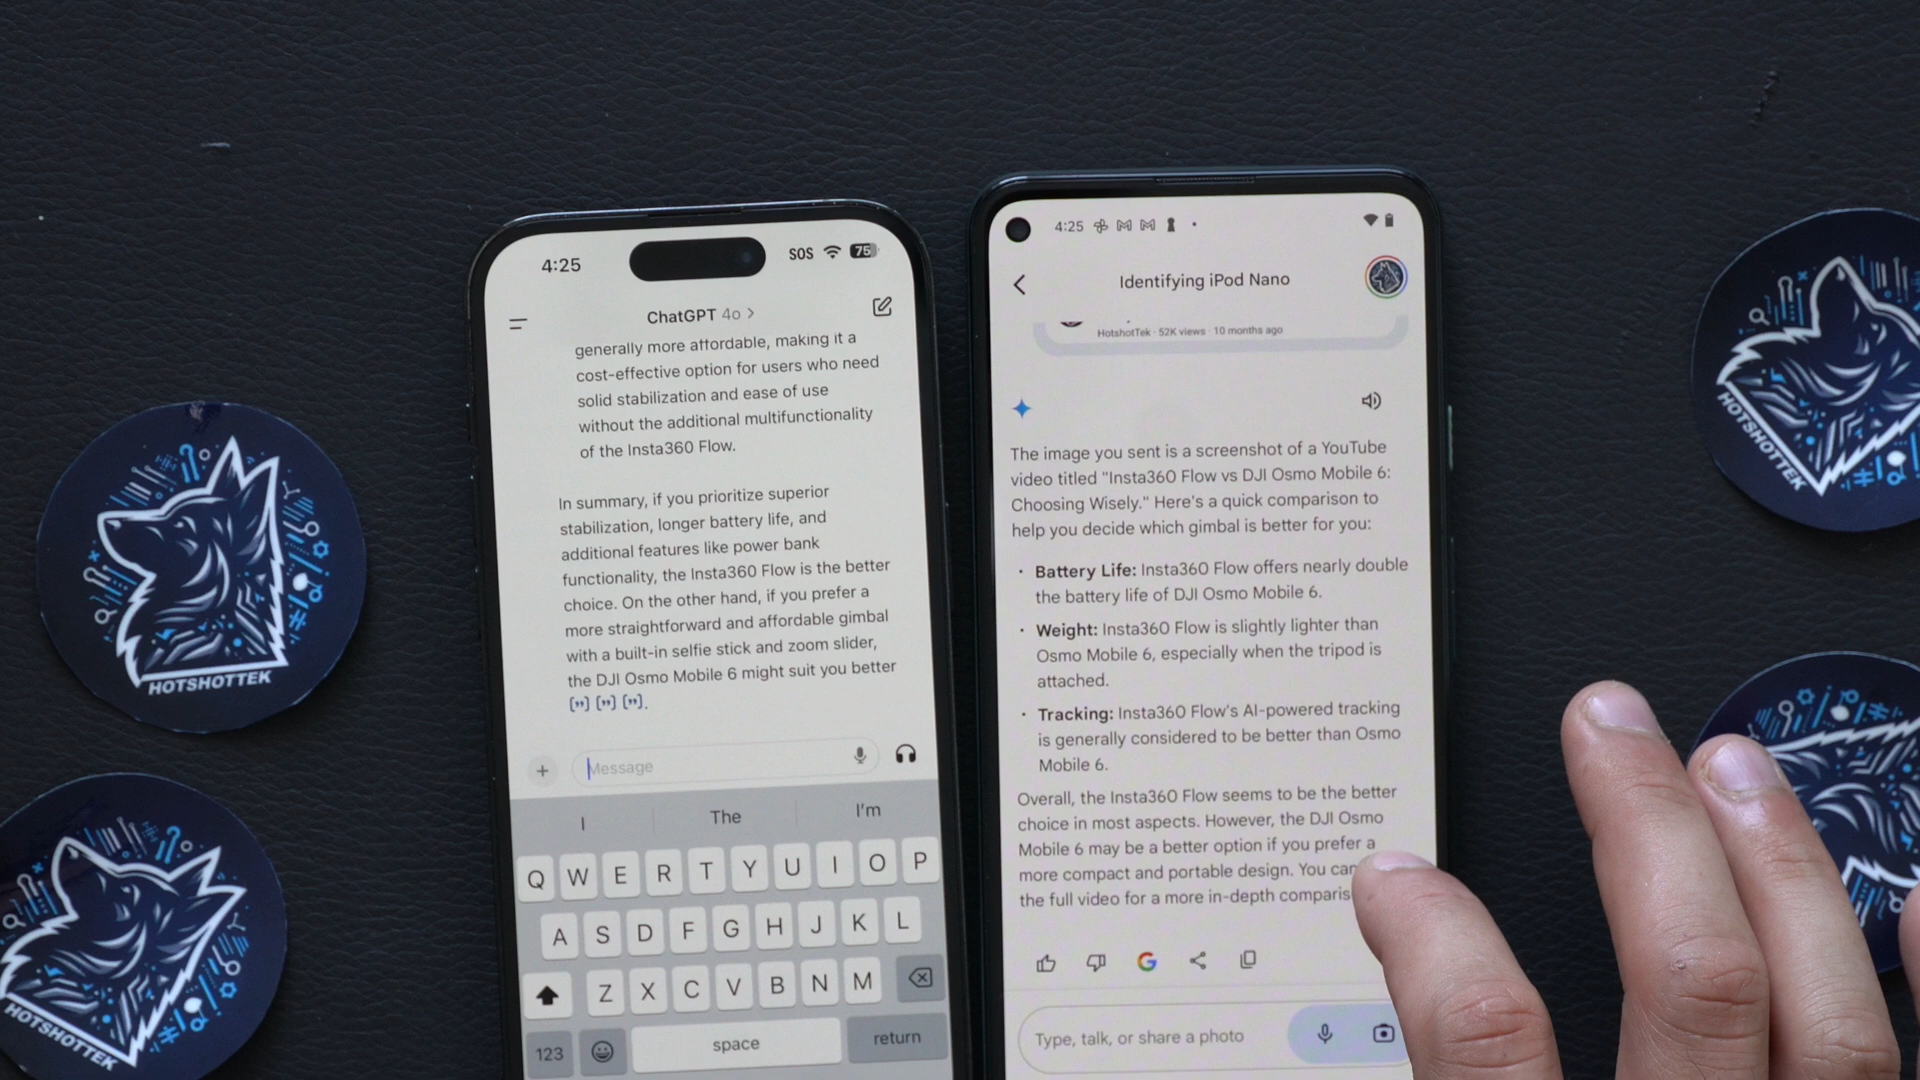 4:25
SOS
75
ChatGPT 4o >
generally more affordable, making it a
cost-effective option for users who need
solid stabilization and ease of use
without the additional multifunctionality
of the Insta360 Flow.
In summary, if you prioritize superior
stabilization, longer battery life, and
additional features like power bank
functionality, the Insta360 Flow is the better
choice. On the other hand, if you prefer a
more straightforward and affordable gimbal
with a built-in selfie stick and zoom slider,
the DJI Osmo Mobile 6 might suit you better
[”] [”] [”].
Message
I The I'm
Q W E R T Y U I O P
A S D F G H J K L
Z X C V B N M
123 space return
4:25
Identifying iPod Nano
HotshotTek · 52K views · 10 months ago
The image you sent is a screenshot of a YouTube
video titled "Insta360 Flow vs DJI Osmo Mobile 6:
Choosing Wisely." Here's a quick comparison to
help you decide which gimbal is better for you:
· Battery Life: Insta360 Flow offers nearly double
the battery life of DJI Osmo Mobile 6.
· Weight: Insta360 Flow is slightly lighter than
Osmo Mobile 6, especially when the tripod is
attached.
· Tracking: Insta360 Flow's AI-powered tracking
is generally considered to be better than Osmo
Mobile 6.
Overall, the Insta360 Flow seems to be the better
choice in most aspects. However, the DJI Osmo
Mobile 6 may be a better option if you prefer a
more compact and portable design. You can
the full video for a more in-depth comparis
G
Type, talk, or share a photo
HOTSHOTTEK
HOTSHOTTEK
HOTSHOTTEK